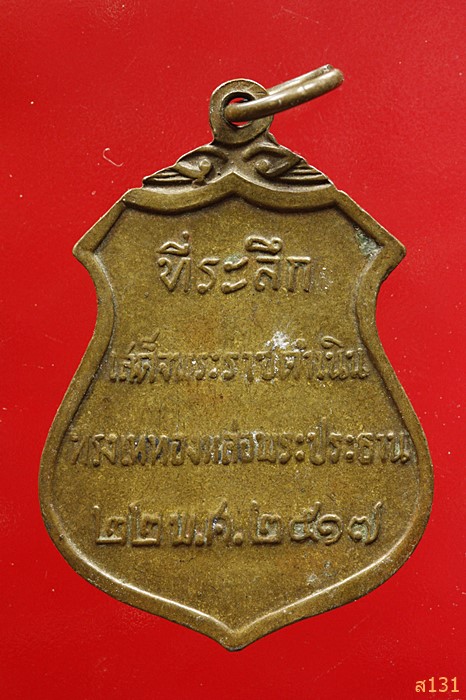 ที่ระลึก
เสด็จพระราชดำเนิน
ทรงเททองหล่อพระประธาน
๒๒ พ.ศ. ๒๕๑๗
ส131